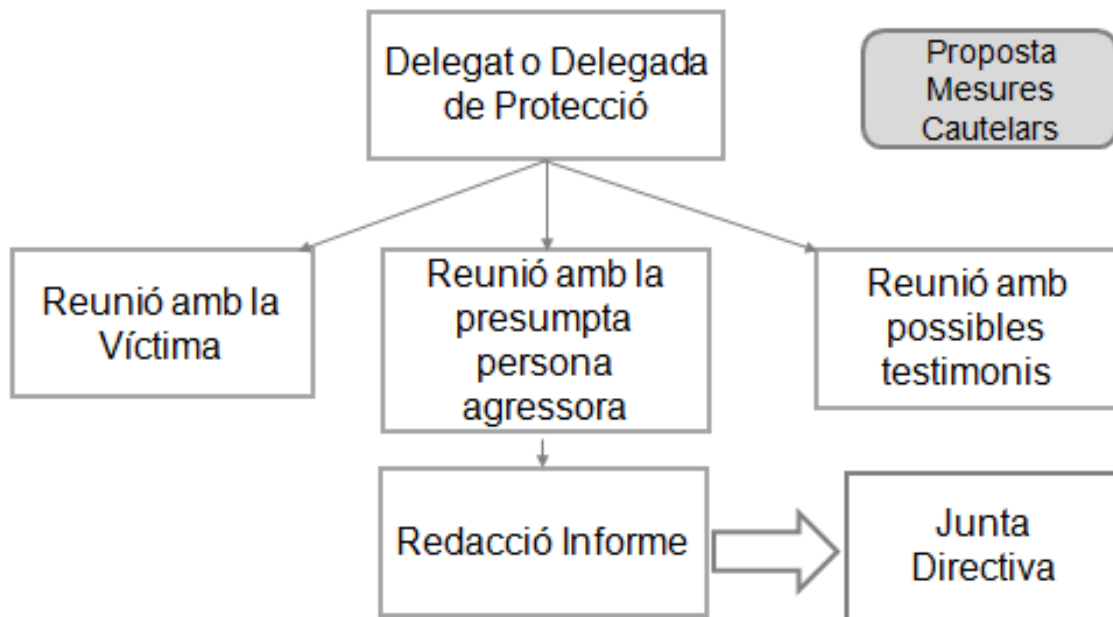 Delegat o Delegada
de Protecció
Proposta
Mesures
Cautelars
Reunió amb la
Víctima
Reunió amb la
presumpta
persona
agressora
Reunió amb
possibles
testimonis
Redacció Informe
Junta
Directiva